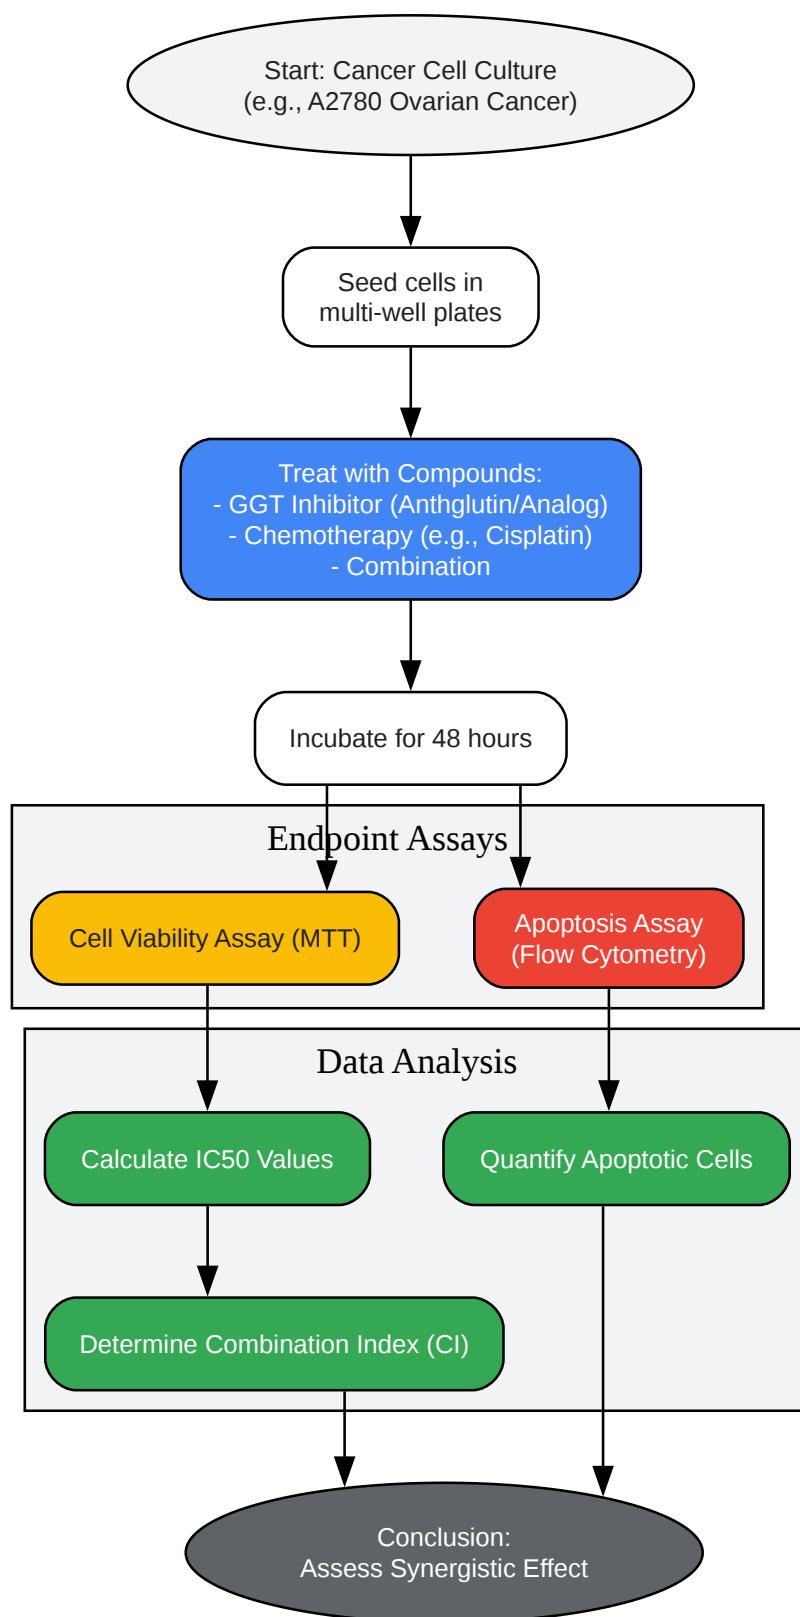 Start: Cancer Cell Culture
(e.g., A2780 Ovarian Cancer)
Seed cells in
multi-well plates
Treat with Compounds:
- GGT Inhibitor (Anthglutin/Analog)
- Chemotherapy (e.g., Cisplatin)
- Combination
Incubate for 48 hours
Endpoint Assays
Cell Viability Assay (MTT)
Apoptosis Assay
(Flow Cytometry)
Data Analysis
Calculate IC50 Values
Quantify Apoptotic Cells
Determine Combination Index (CI)
Conclusion:
Assess Synergistic Effect